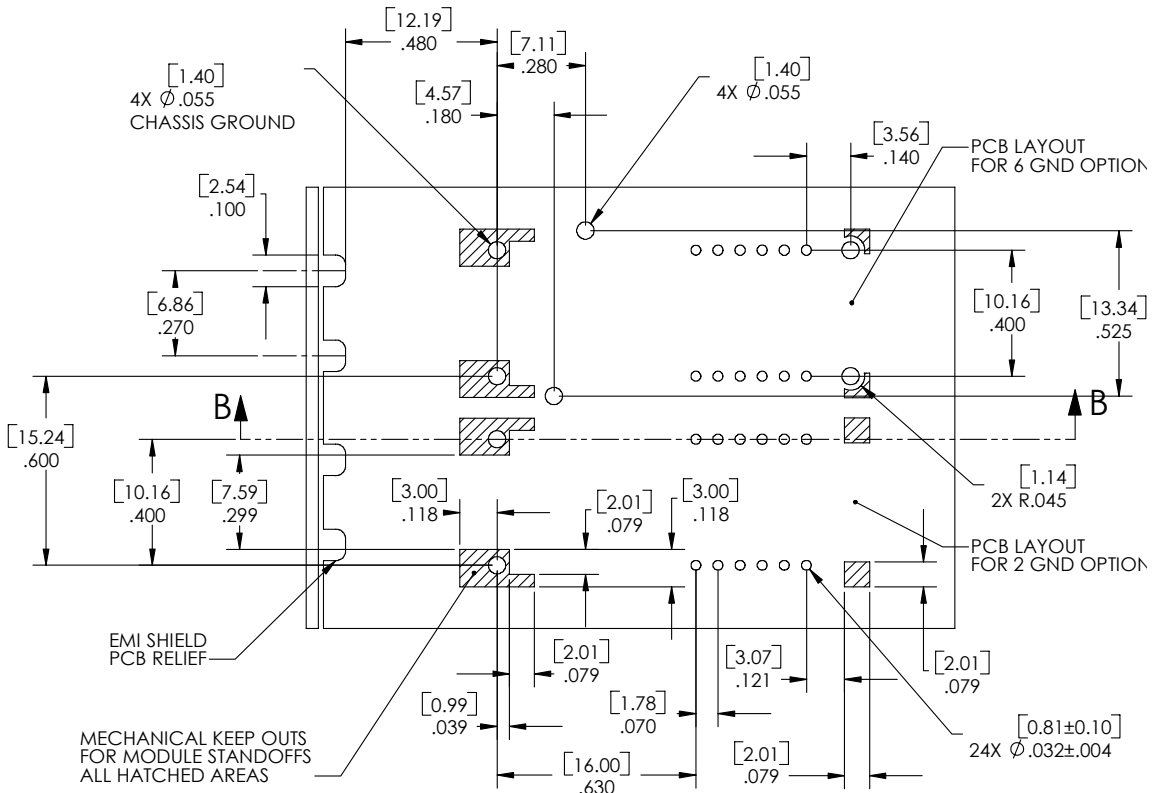 [12.19]
.480
[7.11]
.280
[1.40]
4X Ø.055
CHASSIS GROUND
[4.57]
.180
[1.40]
4X Ø.055
[3.56]
.140
PCB LAYOUT
FOR 6 GND OPTION
[2.54]
.100
[6.86]
.270
[10.16]
.400
[13.34]
.525
B
B
[15.24]
.600
[10.16]
.400
[7.59]
.299
[3.00]
.118
[2.01]
.079
[3.00]
.118
[1.14]
2X R.045
PCB LAYOUT
FOR 2 GND OPTION
EMI SHIELD
PCB RELIEF
[2.01]
.079
[3.07]
.121
[2.01]
.079
[0.99]
.039
[1.78]
.070
MECHANICAL KEEP OUTS
FOR MODULE STANDOFFS
ALL HATCHED AREAS
[16.00]
.630
[2.01]
.079
[0.81±0.10]
24X Ø.032±.004